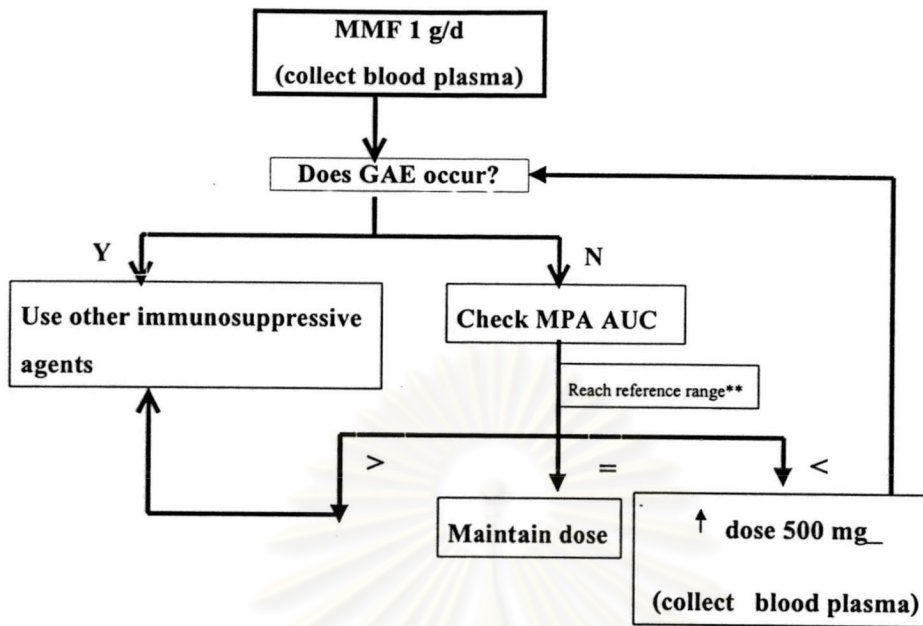 MMF 1 g/d
(collect blood plasma)
Does GAE occur?
Y
N
Use other immunosuppressive
agents
Check MPA AUC
Reach reference range**
>
=
<
Maintain dose
↑ dose 500 mg_
(collect blood plasma)